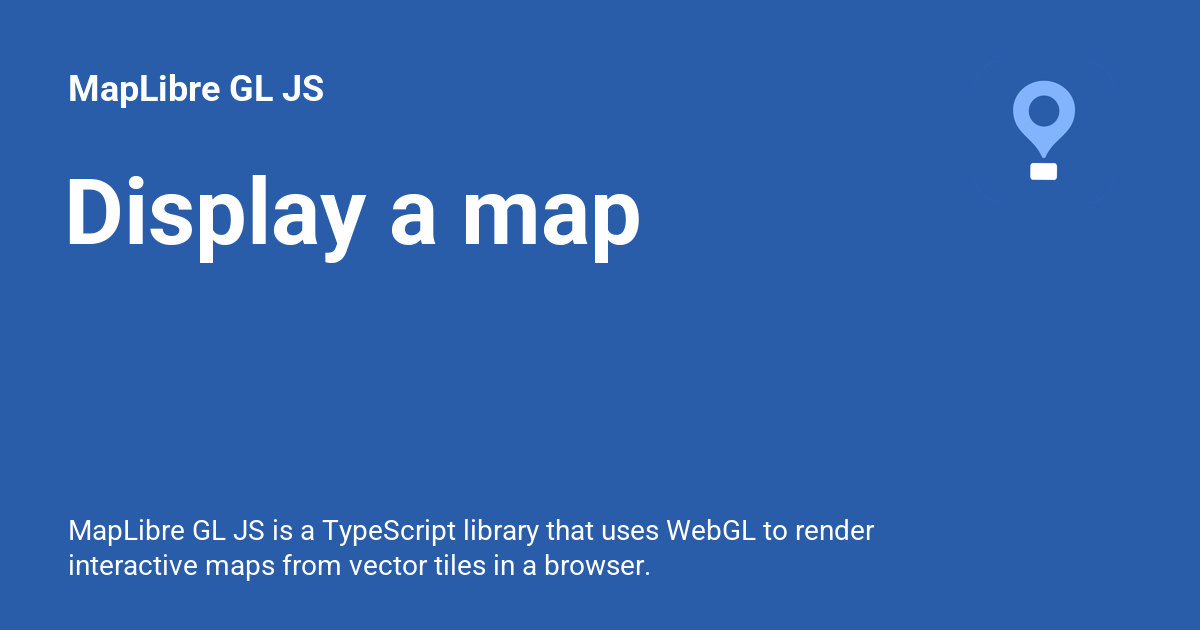 MapLibre GL JS
Display a map
MapLibre GL JS is a TypeScript library that uses WebGL to render
interactive maps from vector tiles in a browser.